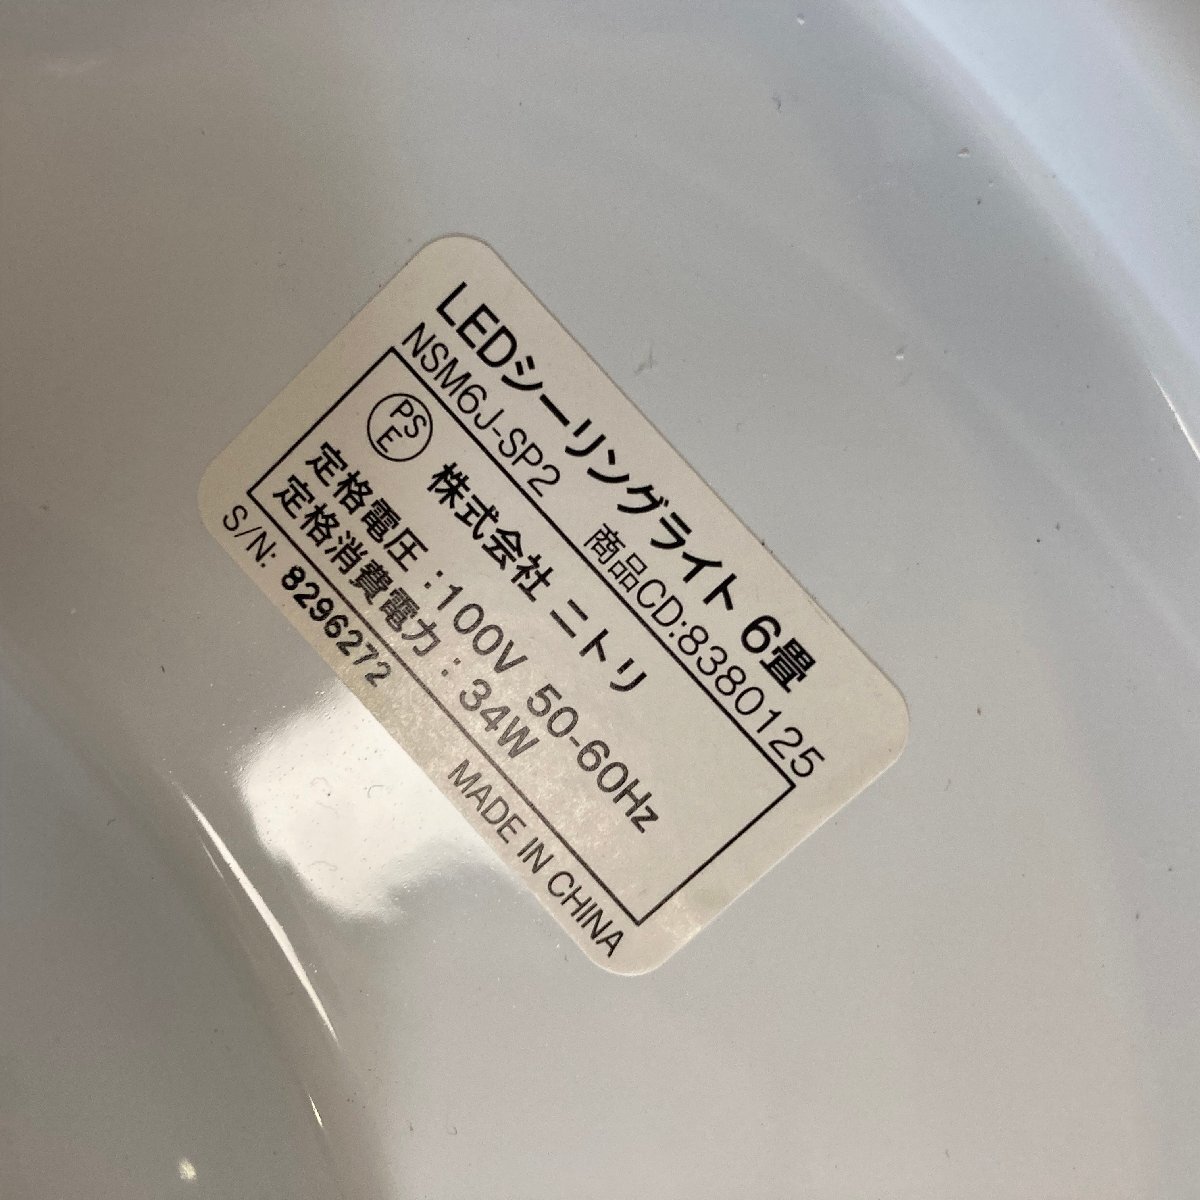 LEDシーリングライト 6畳
NSM6J-SP2 商品CD:8380125
PS E 株式会社 ニトリ
定格電圧:100V 50-60Hz
定格消費電力:34W
S/N: 8296272 MADE IN CHINA